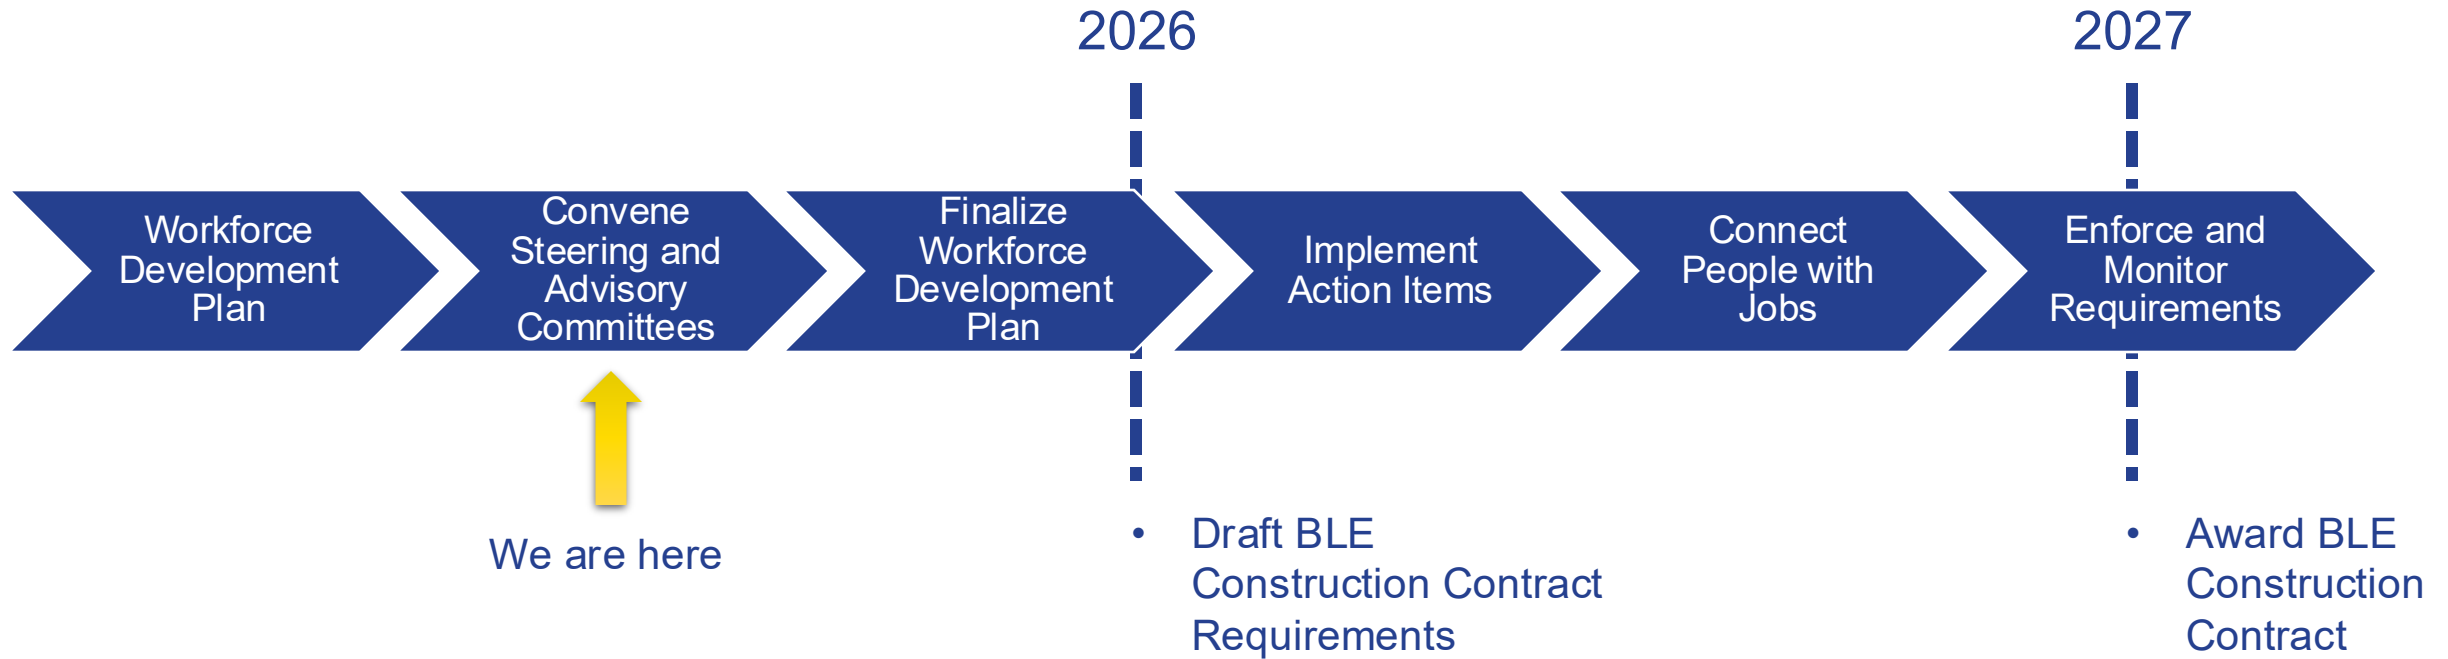 2026
2027
Workforce
Development
Plan
Convene
Steering and
Advisory
Committees
Finalize
Workforce
Development
Plan
Implement
Action Items
Connect
People with
Jobs
Enforce and
Monitor
Requirements
We are here
• Draft BLE
Construction Contract
Requirements
• Award BLE
Construction
Contract